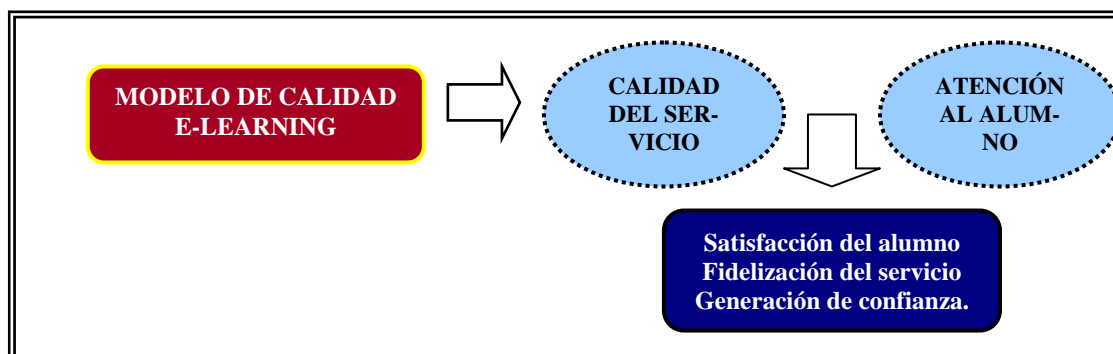 MODELO DE CALIDAD
E-LEARNING
CALIDAD
DEL SER-
VICIO
ATENCIÓN
AL ALUM-
NO
Satisfacción del alumno
Fidelización del servicio
Generación de confianza.